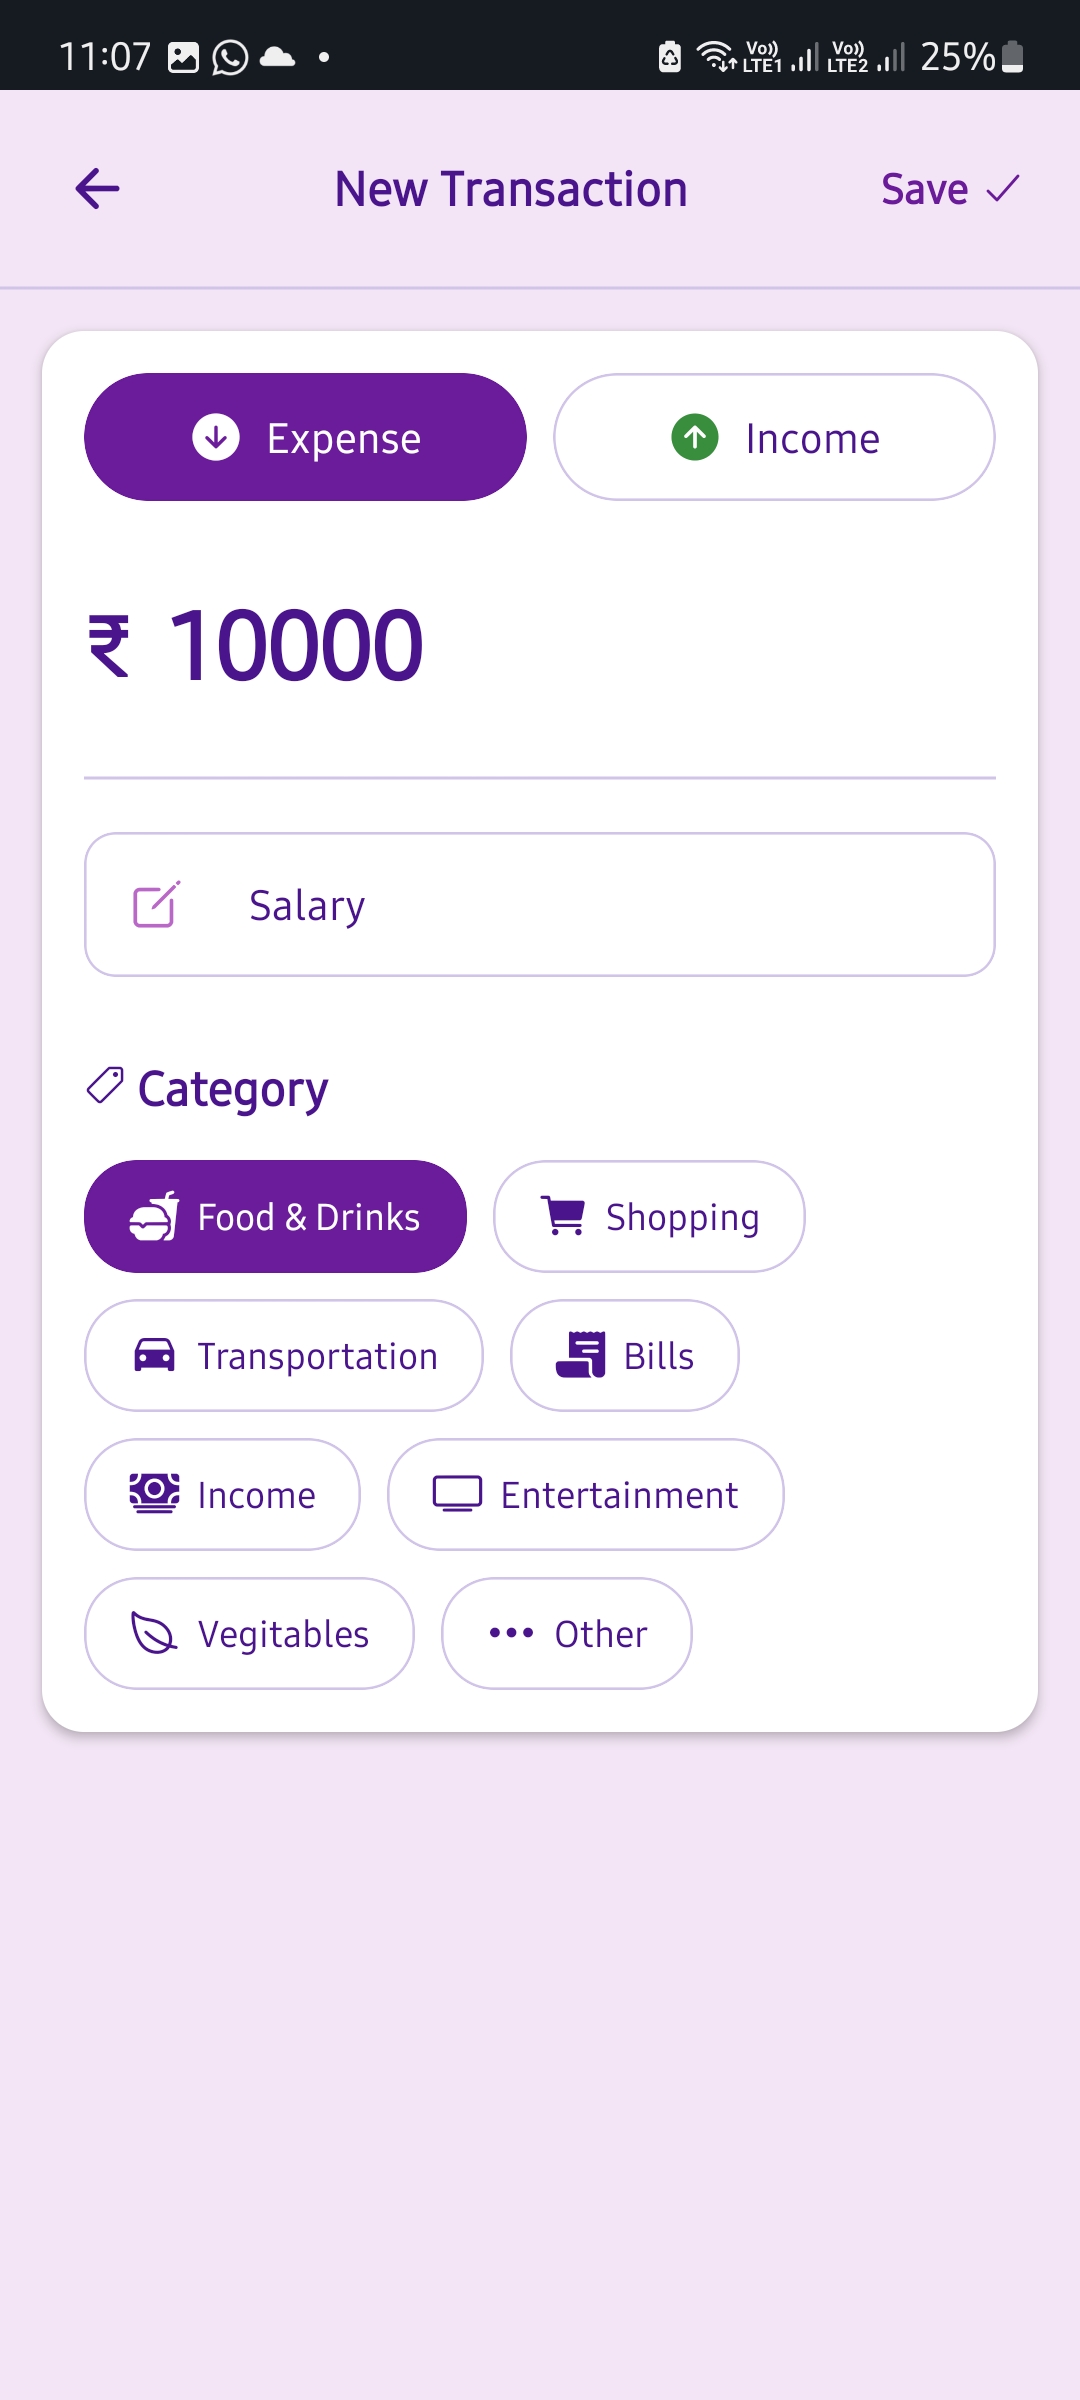 11:07 Vo)) LTE1 Vo)) LTE2 25%
New Transaction Save
Expense Income
₹ 10000
Salary
Category
Food & Drinks Shopping
Transportation Bills
Income Entertainment
Vegitables Other